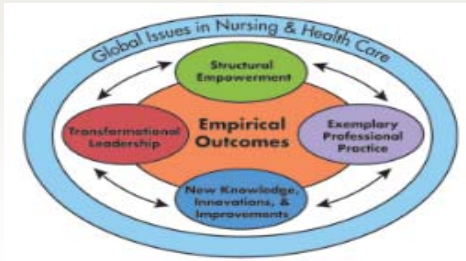 Global Issues in Nursing & Health Care
Structural
Empowerment
Transformational
Leadership
Empirical
Outcomes
Exemplary
Professional
Practice
New Knowledge,
Innovations, &
Improvements